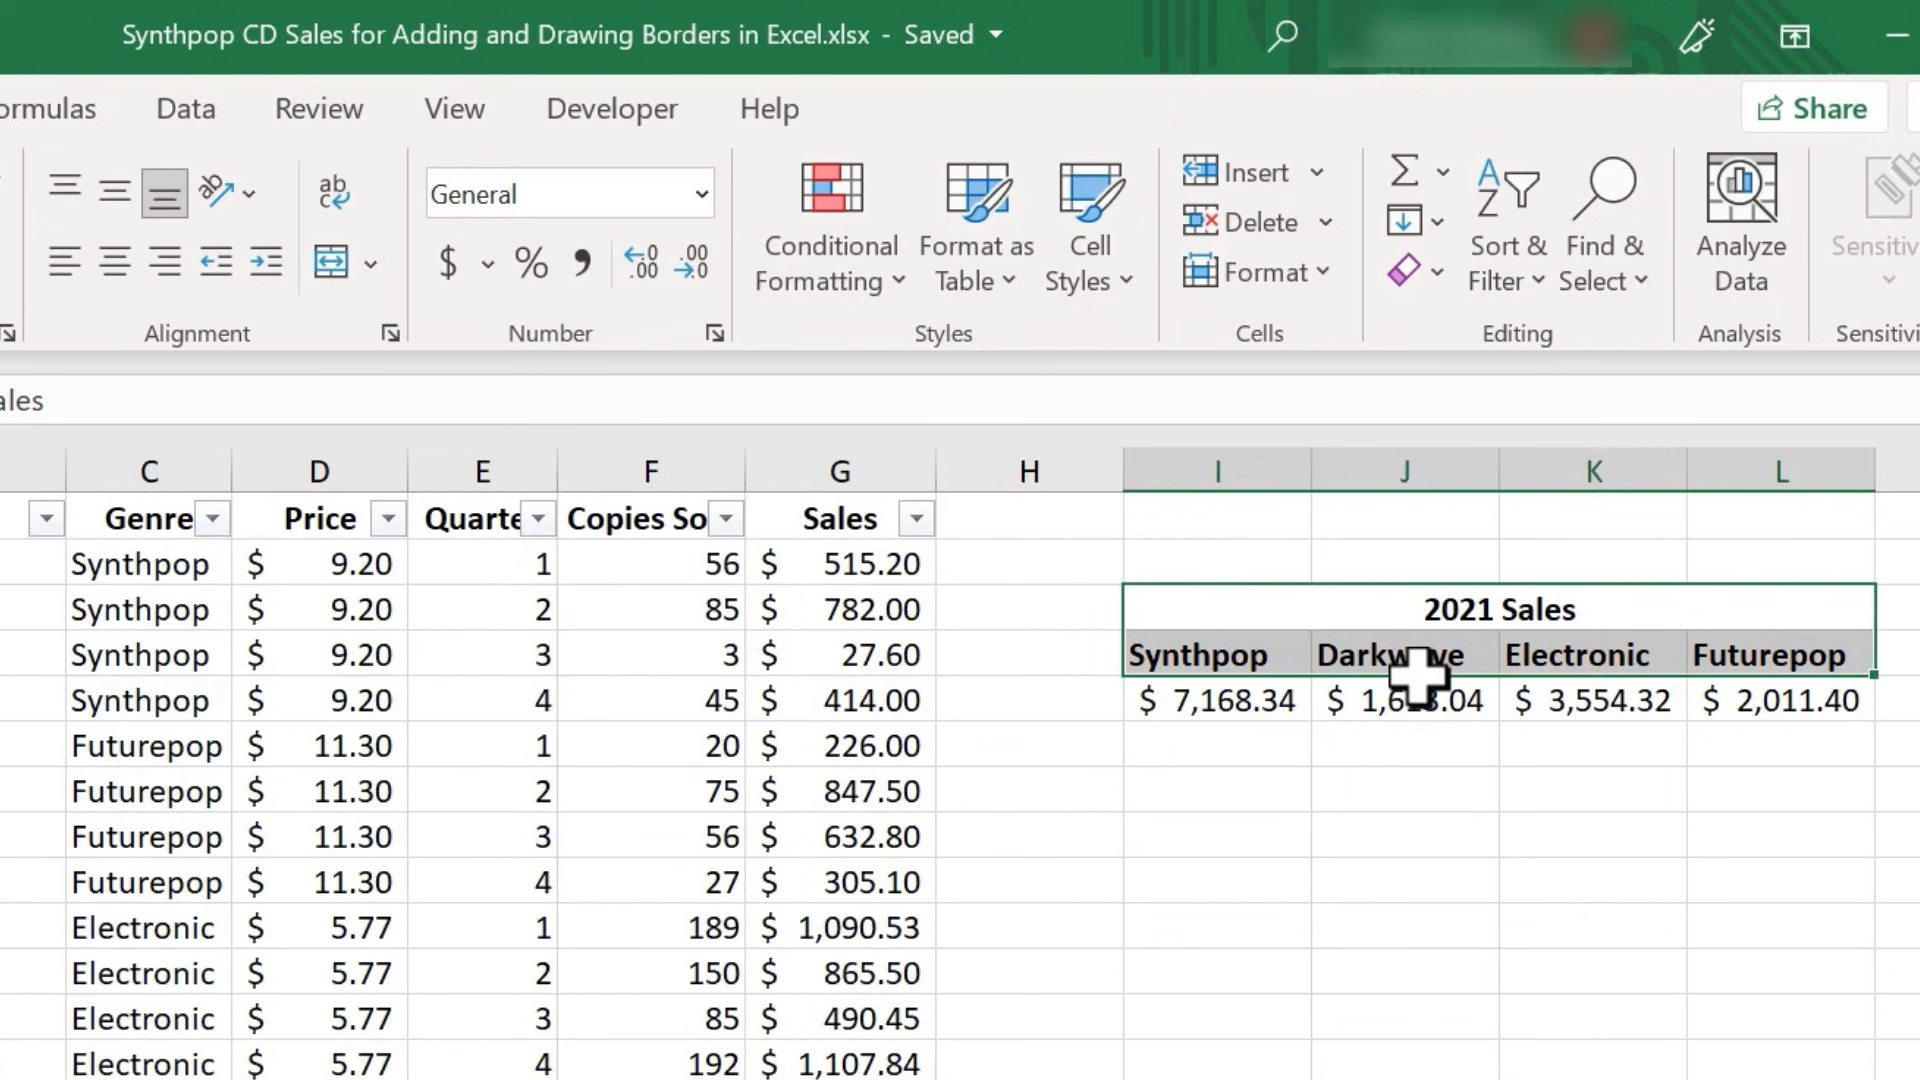 Synthpop CD Sales for Adding and Drawing Borders in Excel.xlsx - Saved
ormulas Data Review View Developer Help Share
ab
c
General
$ % , .00 .00
Conditional Formatting
Format as Table
Cell Styles
Insert
Delete
Format
Σ
A
Z
Sort & Filter
Find & Select
Analyze Data
Sensitiv
Alignment Number Styles Cells Editing Analysis Sensitivi
ales
C D E F G H I J K L
Genre Price Quarte Copies So Sales
Synthpop $ 9.20 1 56 $ 515.20
Synthpop $ 9.20 2 85 $ 782.00 2021 Sales
Synthpop $ 9.20 3 3 $ 27.60 Synthpop Darkwave Electronic Futurepop
Synthpop $ 9.20 4 45 $ 414.00 $ 7,168.34 $ $ 3,554.32 $ 2,011.40
Futurepop $ 11.30 1 20 $ 226.00
Futurepop $ 11.30 2 75 $ 847.50
Futurepop $ 11.30 3 56 $ 632.80
Futurepop $ 11.30 4 27 $ 305.10
Electronic $ 5.77 1 189 $ 1,090.53
Electronic $ 5.77 2 150 $ 865.50
Electronic $ 5.77 3 85 $ 490.45
Electronic $ 5.77 4 192 $ 1,107.84